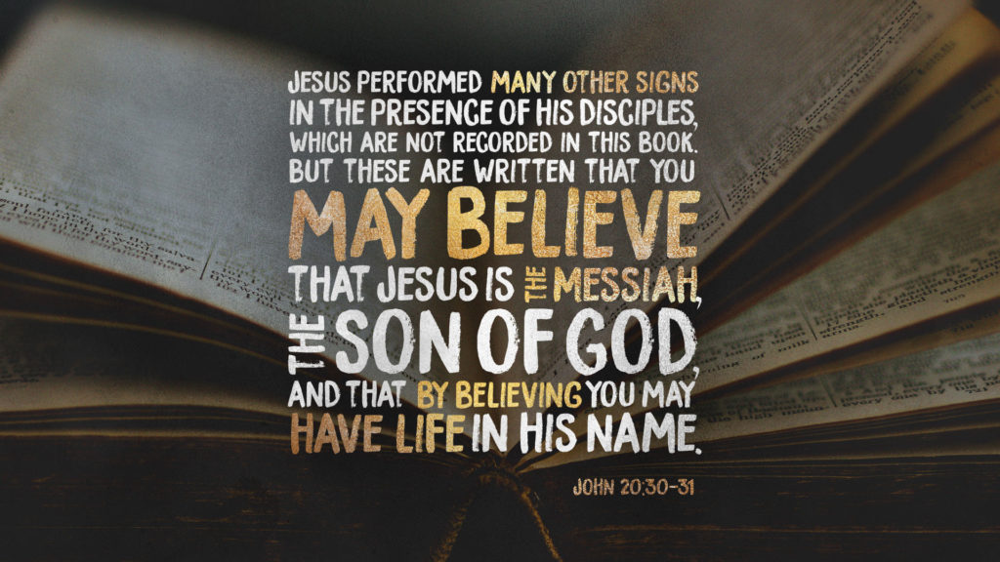 JESUS PERFORMED MANY OTHER SIGNS
IN THE PRESENCE OF HIS DISCIPLES,
WHICH ARE NOT RECORDED IN THIS BOOK.
BUT THESE ARE WRITTEN THAT YOU
MAY BELIEVE
THAT JESUS IS THE MESSIAH,
THE SON OF GOD,
AND THAT BY BELIEVING YOU MAY
HAVE LIFE IN HIS NAME.
JOHN 20:30-31